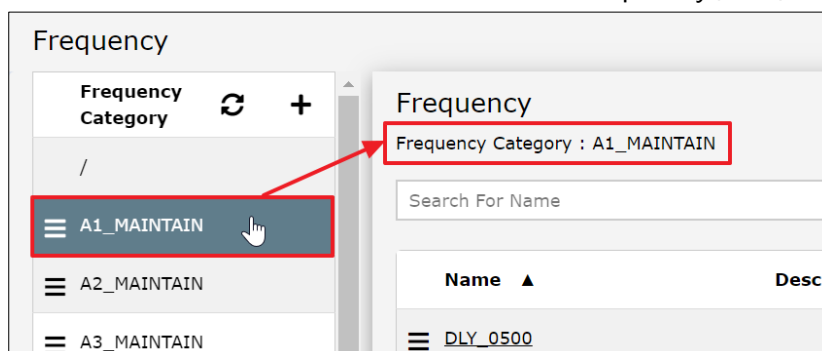 Frequency
Frequency
Category
/
A1_MAINTAIN
A2_MAINTAIN
A3_MAINTAIN
Frequency
Frequency Category : A1_MAINTAIN
Search For Name
Name ▲ Desc
DLY_0500